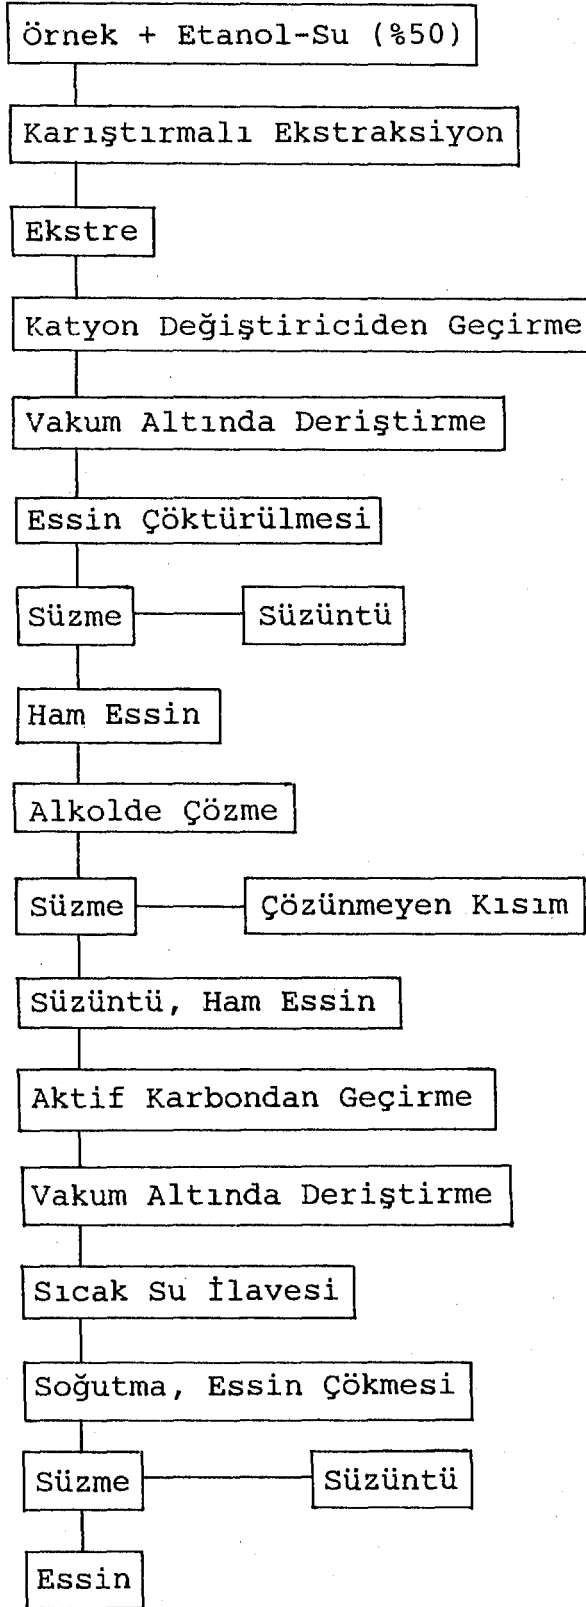 Örnek + Etanol-Su (%50)
Karıştırmalı Ekstraksiyon
Ekstre
Katyon Değiştiriciden Geçirme
Vakum Altında Deriştirme
Essin Çöktürülmesi
Süzme
Süzüntü
Ham Essin
Alkolde Çözme
Süzme
Çözünmeyen Kısım
Süzüntü, Ham Essin
Aktif Karbondan Geçirme
Vakum Altında Deriştirme
Sıcak Su İlavesi
Soğutma, Essin Çökmesi
Süzme
Süzüntü
Essin